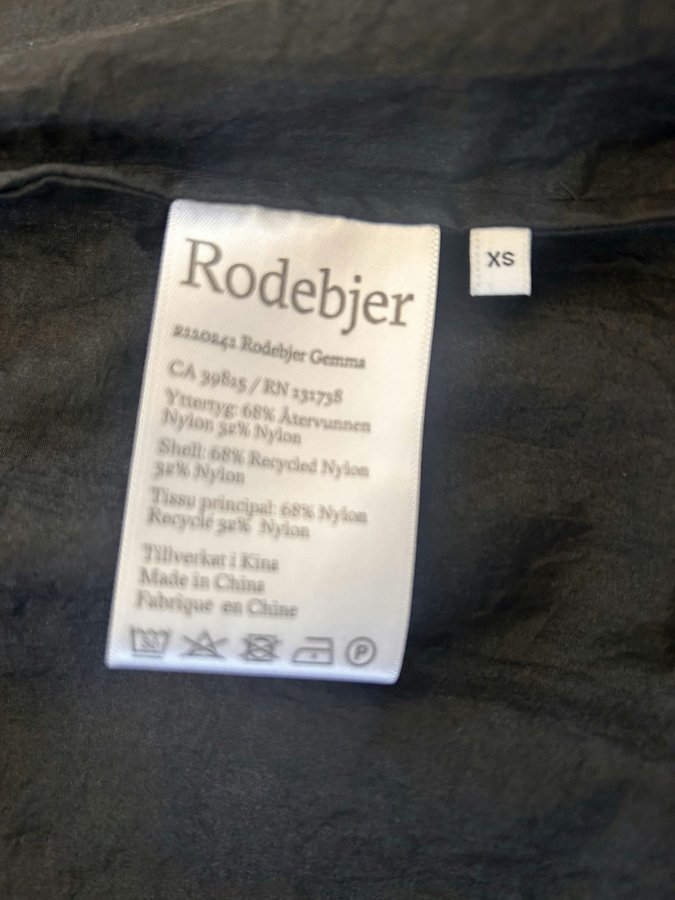 Rodebjer
XS
2110241 Rodebjer Gemma
CA 39815 / RN 131738
Yttertyg: 68% Återvunnen
Nylon 32% Nylon
Shell: 68% Recycled Nylon
32% Nylon
Tissu principal: 68% Nylon
Recyclé 32% Nylon
Tillverkat i Kina
Made in China
Fabriqué en Chine
30
P